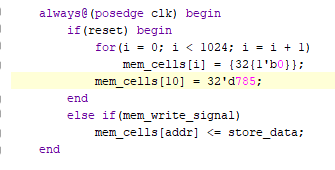 always@(posedge clk) begin
if(reset) begin
for(i = 0; i < 1024; i = i + 1)
mem_cells[i] = {32{1'b0}};
mem_cells[10] = 32'd785;
end
else if(mem_write_signal)
mem_cells[addr] <= store_data;
end